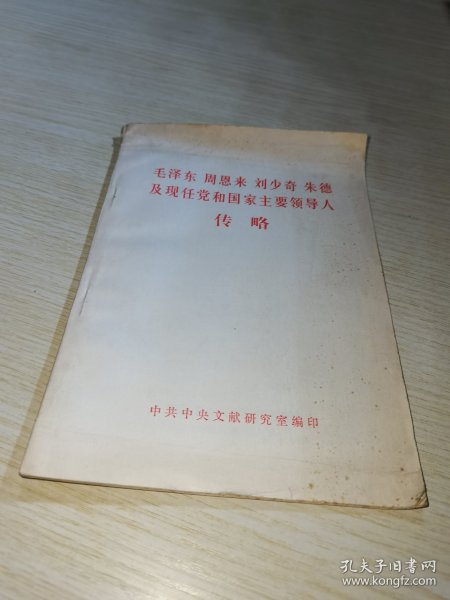 毛泽东 周恩来 刘少奇 朱德
及现任党和国家主要领导人
传 略
中共中央文献研究室编印
孔夫子旧书网
www.kongfz.com